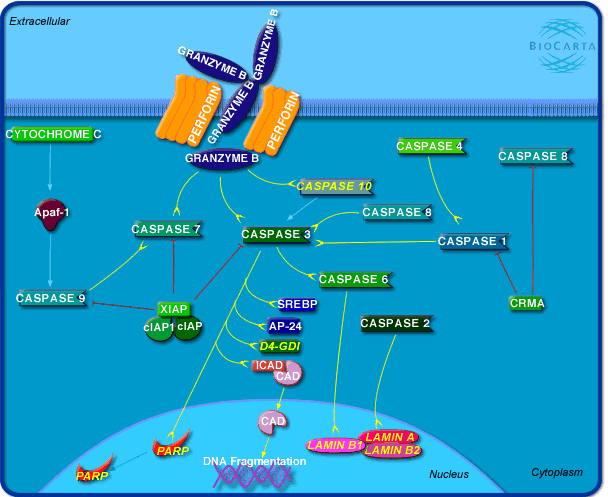 Extracellular
BIOCARTA
GRANZYME B
GRANZYME B
GRANZYME B
PERFORIN
PERFORIN
GRANZYME B
CYTOCHROME C
CASPASE 4
CASPASE 8
CASPASE 10
Apaf-1
CASPASE 8
CASPASE 7
CASPASE 3
CASPASE 1
CASPASE 6
CASPASE 9
XIAP
SREBP
CRMA
cIAP1
cIAP
AP-24
CASPASE 2
D4-GDI
ICAD
CAD
CAD
LAMIN A
LAMIN B1
LAMIN B2
PARP
DNA Fragmentation
PARP
Nucleus
Cytoplasm